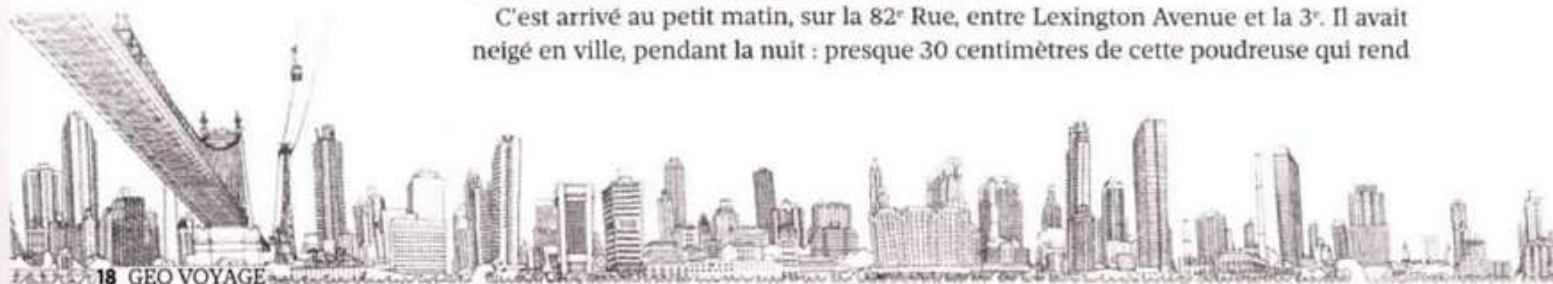 C'est arrivé au petit matin, sur la 82e Rue, entre Lexington Avenue et la 3e. Il avait
neigé en ville, pendant la nuit : presque 30 centimètres de cette poudreuse qui rend
18 GEO VOYAGE